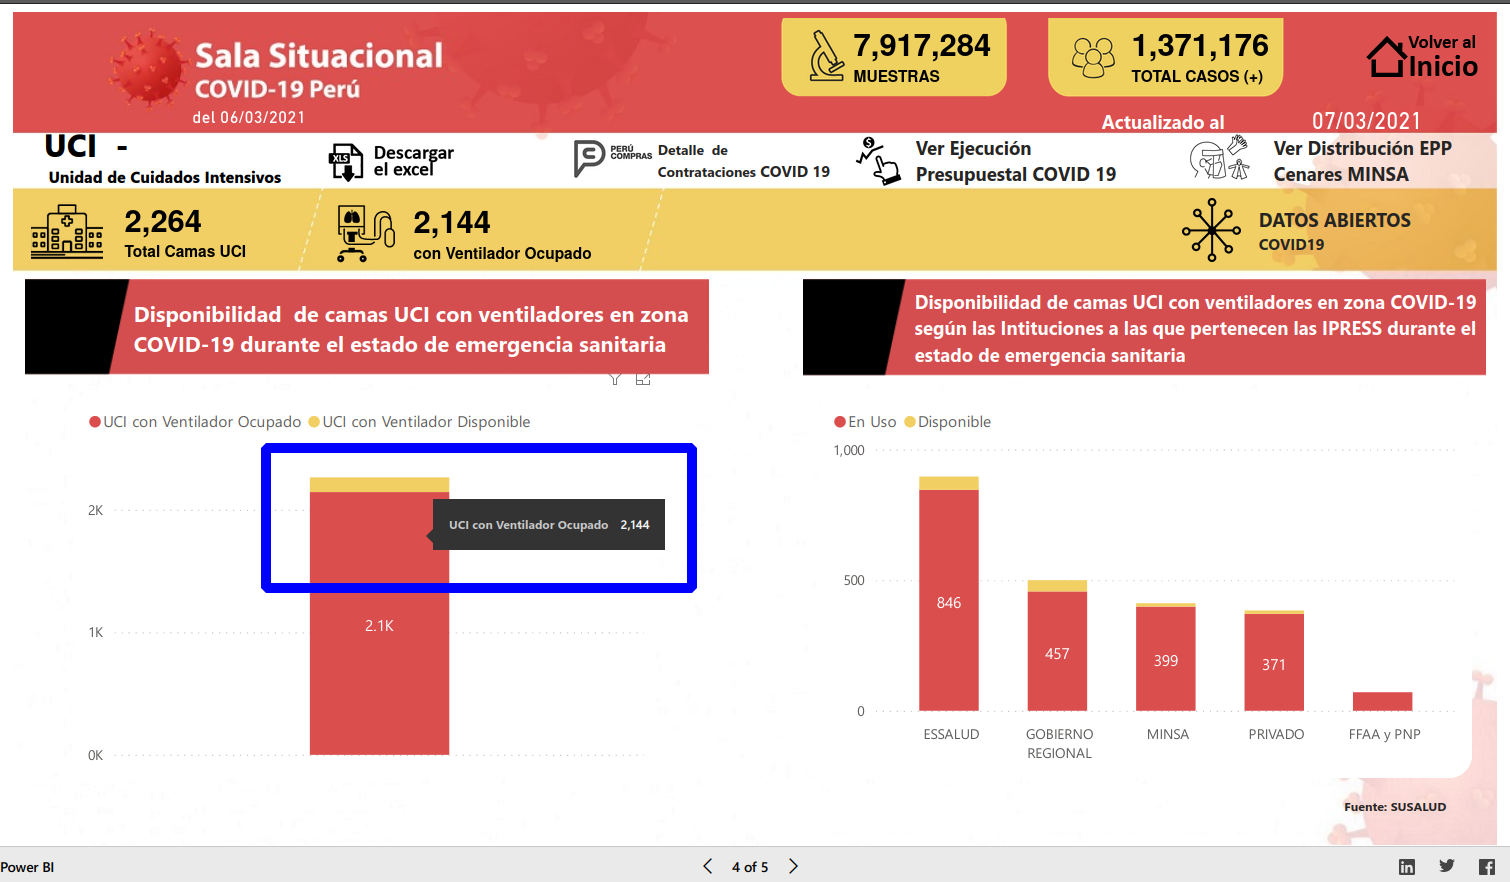 Sala Situacional
COVID-19 Perú
del 06/03/2021
7,917,284
MUESTRAS
1,371,176
TOTAL CASOS (+)
Volver al
Inicio
Actualizado al 07/03/2021
UCI -
Unidad de Cuidados Intensivos
XLS
Descargar
el excel
PERÚ
COMPRAS
Detalle de
Contrataciones COVID 19
Ver Ejecución
Presupuestal COVID 19
Ver Distribución EPP
Cenares MINSA
2,264
Total Camas UCI
2,144
con Ventilador Ocupado
DATOS ABIERTOS
COVID19
Disponibilidad de camas UCI con ventiladores en zona
COVID-19 durante el estado de emergencia sanitaria
UCI con Ventilador Ocupado UCI con Ventilador Disponible
2K
UCI con Ventilador Ocupado 2,144
2.1K
1K
0K
Disponibilidad de camas UCI con ventiladores en zona COVID-19
según las Intituciones a las que pertenecen las IPRESS durante el
estado de emergencia sanitaria
En Uso Disponible
1,000
500
0
846
457
399
371
ESSALUD
GOBIERNO
REGIONAL
MINSA
PRIVADO
FFAA y PNP
Fuente: SUSALUD
Power BI
4 of 5